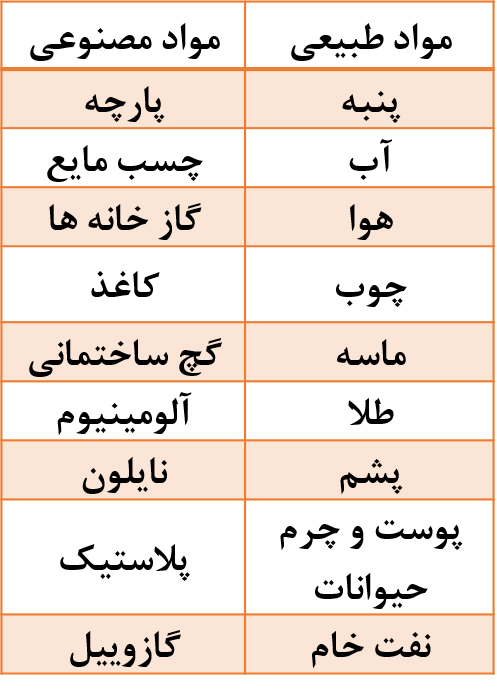 مواد طبیعی	مواد مصنوعی
پنبه	پارچه
آب	چسب مایع
هوا	گاز خانه ها
چوب	کاغذ
ماسه	گچ ساختمانی
طلا	آلومینیوم
پشم	نایلون
پوست و چرم
حیوانات	پلاستیک
نفت خام	گازوییل